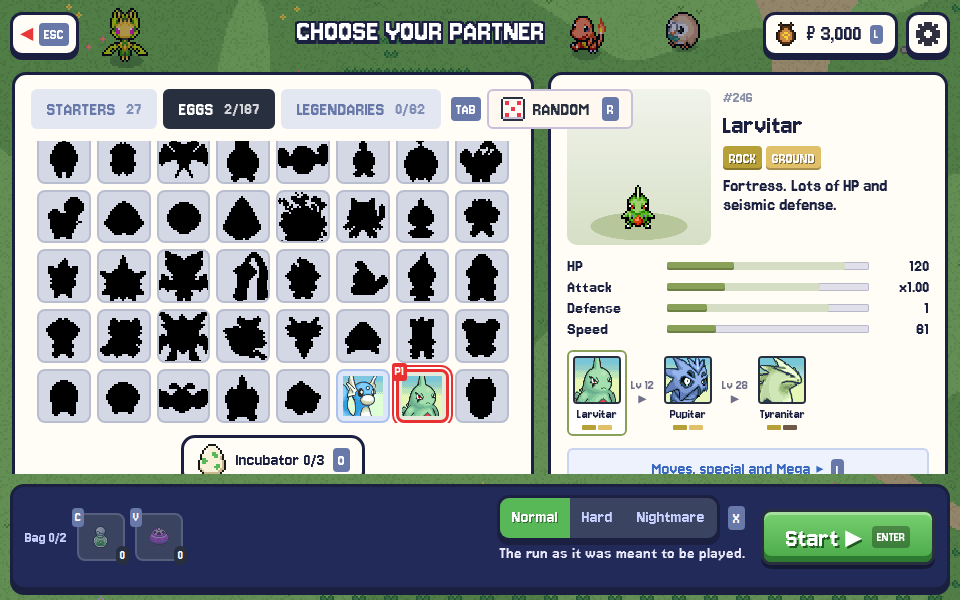 ESC
CHOOSE YOUR PARTNER
₽ 3,000 L
STARTERS 27
EGGS 2/187
LEGENDARIES 0/62
TAB
RANDOM R
#246
Larvitar
ROCK GROUND
Fortress. Lots of HP and
seismic defense.
HP 120
Attack x1.00
Defense 1
Speed 61
P1
Lv 12
Lv 28
Larvitar
Pupitar
Tyranitar
Incubator 0/3 O
Moves, special and Mega ▸
Bag 0/2
C 0
V 0
Normal Hard Nightmare X
The run as it was meant to be played.
Start ▶ ENTER